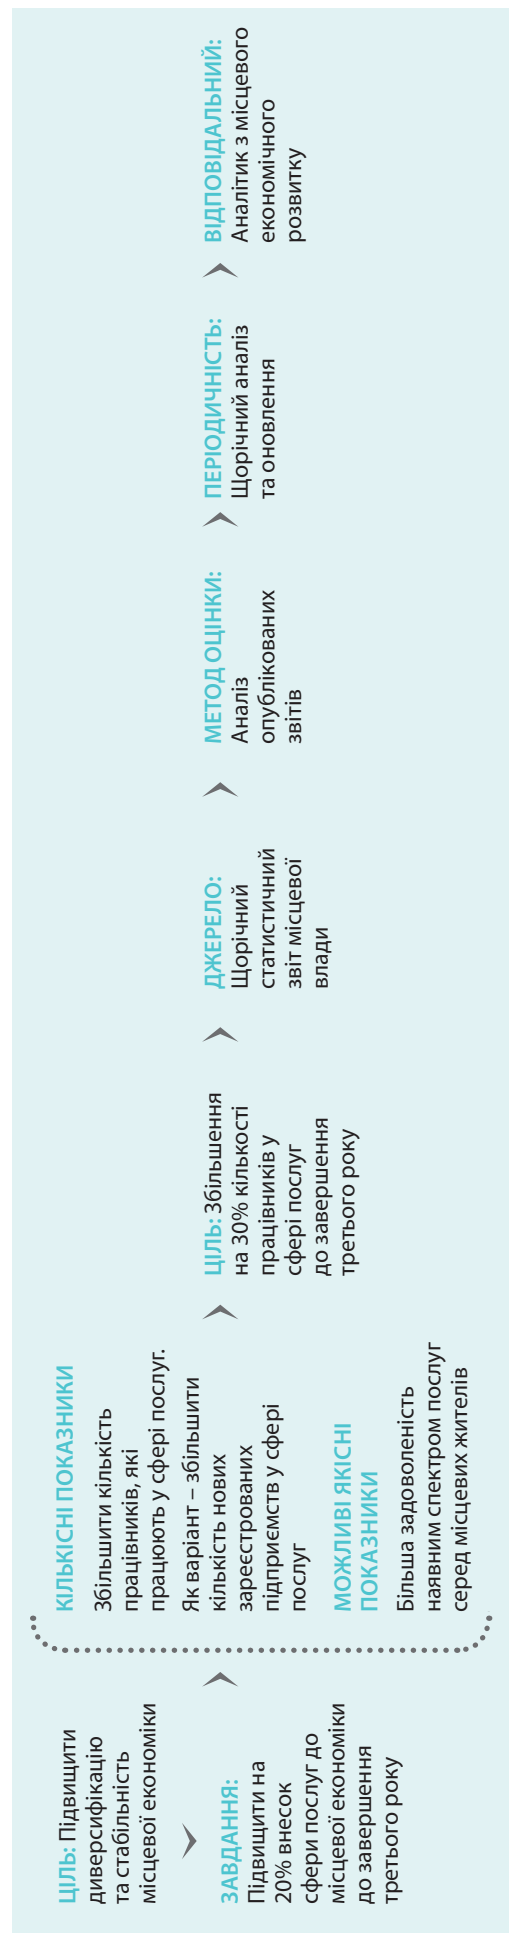 ЦІЛЬ: Підвищити
диверсифікацію
та стабільність
місцевої економіки
ЗАВДАННЯ:
Підвищити на
20% внесок
сфери послуг до
місцевої економіки
до завершення
третього року
КІЛЬКІСНІ ПОКАЗНИКИ
Збільшити кількість
працівників, які
працюють у сфері послуг.
Як варіант – збільшити
кількість нових
зареєстрованих
підприємств у сфері
послуг
МОЖЛИВІ ЯКІСНІ
ПОКАЗНИКИ
Більша задоволеність
наявним спектром послуг
серед місцевих жителів
ЦІЛЬ: Збільшення
на 30% кількості
працівників у
сфері послуг
до завершення
третього року
ДЖЕРЕЛО:
Щорічний
статистичний
звіт місцевої
влади
МЕТОД ОЦІНКИ:
Аналіз
опублікованих
звітів
ПЕРІОДИЧНІСТЬ:
Щорічний аналіз
та оновлення
ВІДПОВІДАЛЬНИЙ:
Аналітик з місцевого
економічного
розвитку